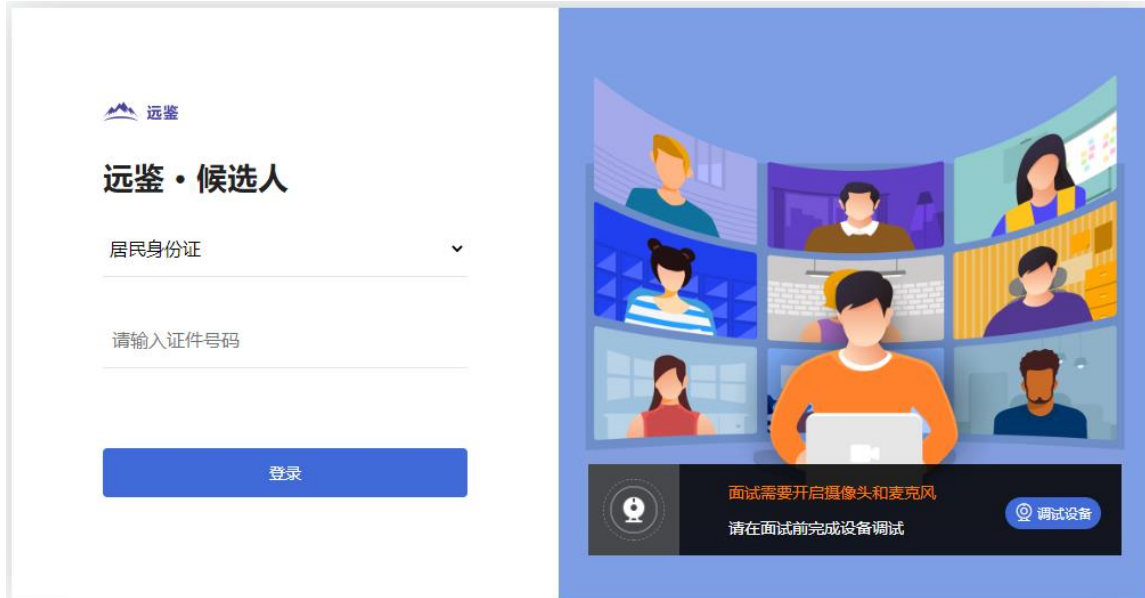 远鉴
远鉴·候选人
居民身份证
请输入证件号码
登录
面试需要开启摄像头和麦克风
请在面试前完成设备调试
调试设备